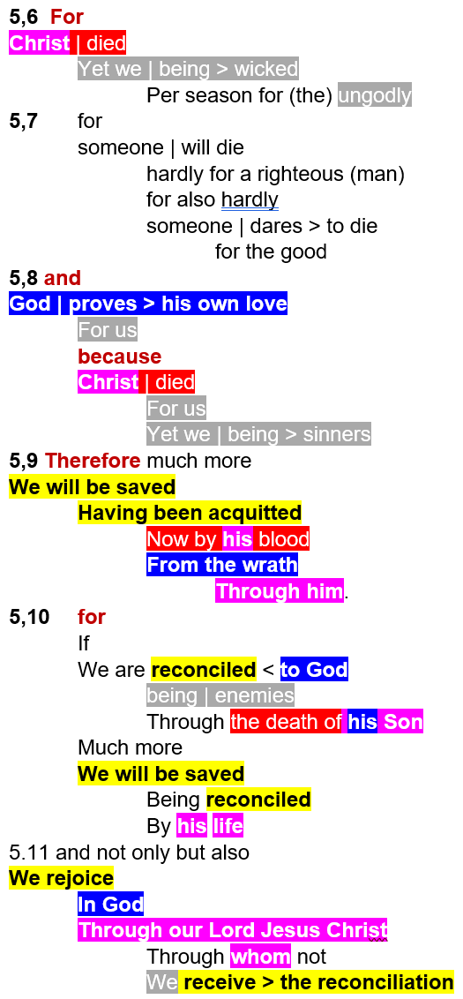 5,6 For
Christ | died
Yet we | being > wicked
Per season for (the) ungodly
5,7 for
someone | will die
hardly for a righteous (man)
for also hardly
someone | dares > to die
for the good
5,8 and
God | proves > his own love
For us
because
Christ | died
For us
Yet we | being > sinners
5,9 Therefore much more
We will be saved
Having been acquitted
Now by his blood
From the wrath
Through him.
5,10 for
If
We are reconciled < to God
being | enemies
Through the death of his Son
Much more
We will be saved
Being reconciled
By his life
5.11 and not only but also
We rejoice
In God
Through our Lord Jesus Christ
Through whom not
We receive > the reconciliation